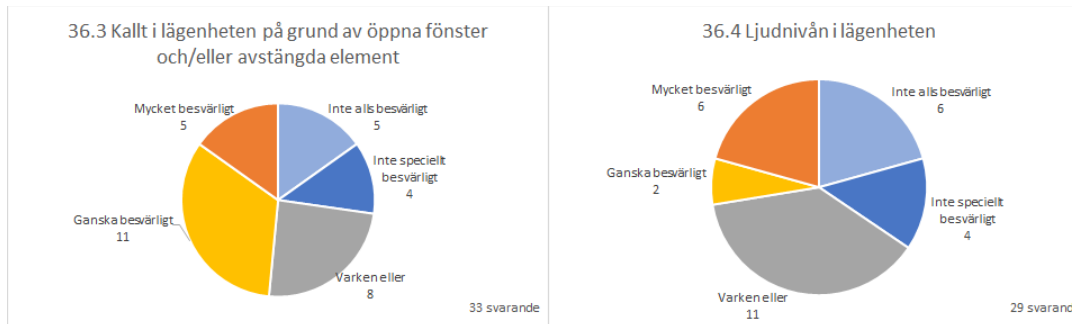 36.3 Kallt i lägenheten på grund av öppna fönster
och/eller avstängda element
Mycket besvärligt
5
Inte alls besvärligt
5
Inte speciellt
besvärligt
4
Ganska besvärligt
11
Varken eller
8
33 svarande
36.4 Ljudnivån i lägenheten
Mycket besvärligt
6
Inte alls besvärligt
6
Ganska besvärligt
2
Inte speciellt
besvärligt
4
Varken eller
11
29 svarand